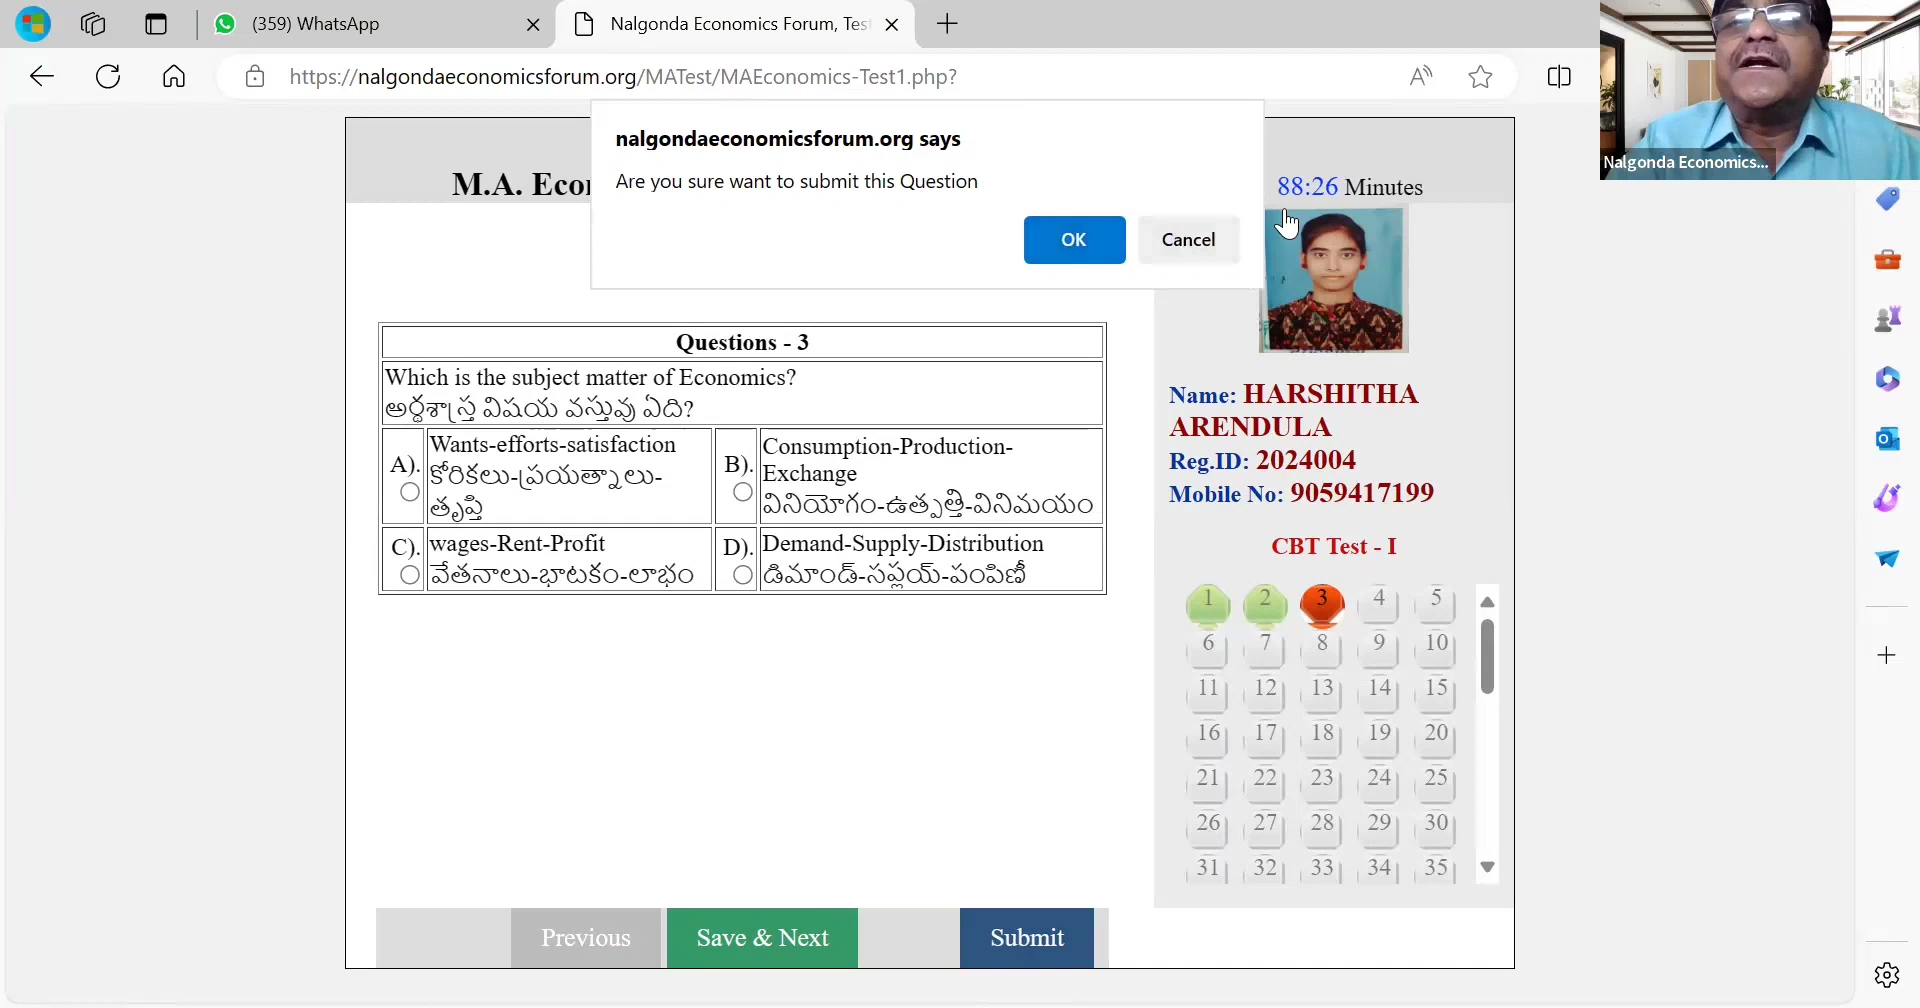 (359) WhatsApp
Nalgonda Economics Forum, Tes
https://nalgondaeconomicsforum.org/MATest/MAEconomics-Test1.php?
nalgondaeconomicsforum.org says
Are you sure want to submit this Question
OK
Cancel
Nalgonda Economics...
M.A. Econ
88:26 Minutes
Questions - 3
Which is the subject matter of Economics?
అర్థశాస్త్ర విషయ వస్తువు ఏది?
A).
Wants-efforts-satisfaction
కోరికలు-ప్రయత్నాలు-
తృప్తి
B).
Consumption-Production-
Exchange
వినియోగం-ఉత్పత్తి-వినిమయం
C).
wages-Rent-Profit
వేతనాలు-భాటకం-లాభం
D).
Demand-Supply-Distribution
డిమాండ్-సప్లయ్-పంపిణీ
Name: HARSHITHA
ARENDULA
Reg.ID: 2024004
Mobile No: 9059417199
CBT Test - I
1 2 3 4 5
6 7 8 9 10
11 12 13 14 15
16 17 18 19 20
21 22 23 24 25
26 27 28 29 30
31 32 33 34 35
Previous
Save & Next
Submit